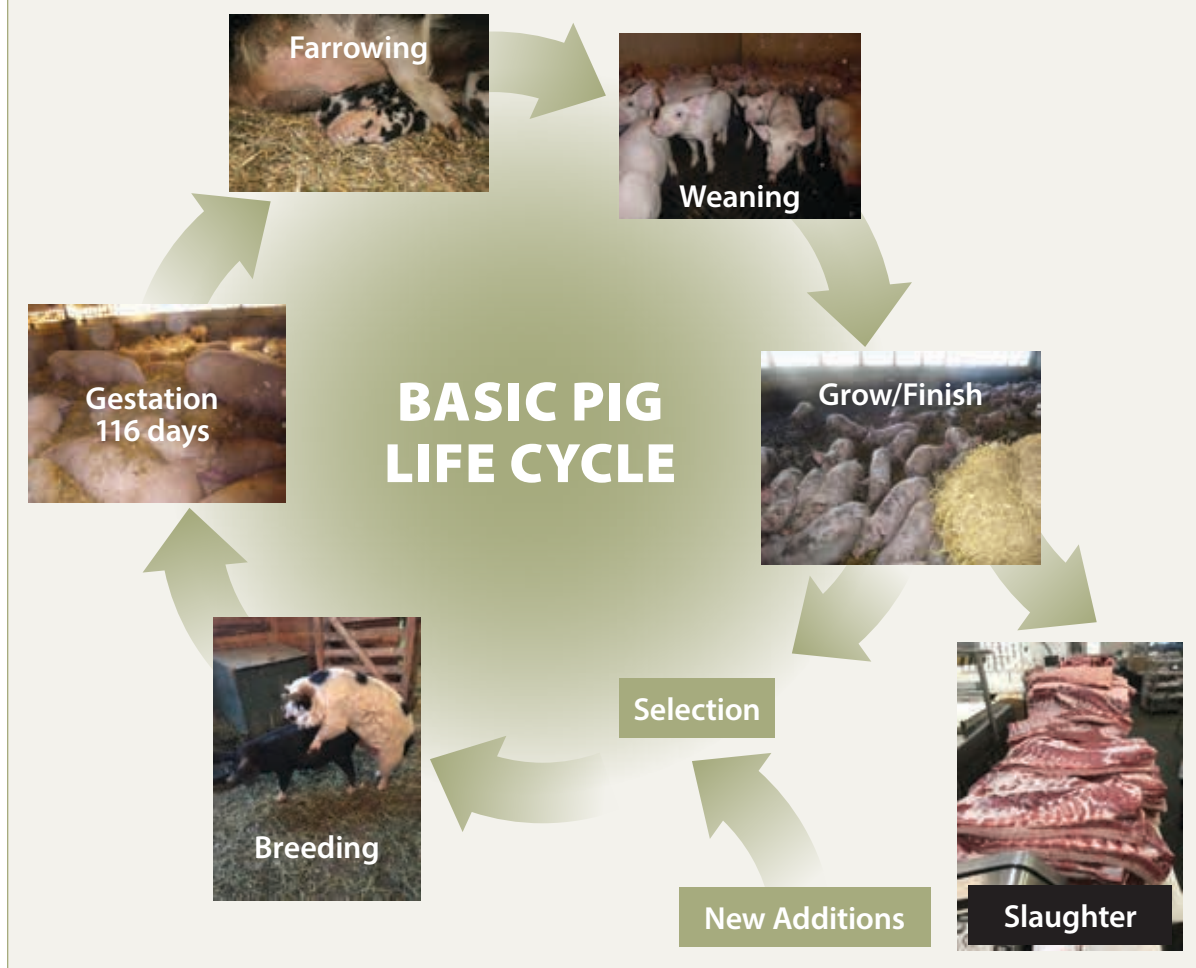 Farrowing
Weaning
BASIC PIG
LIFE CYCLE
Grow/Finish
Gestation
116 days
Selection
Breeding
New Additions
Slaughter